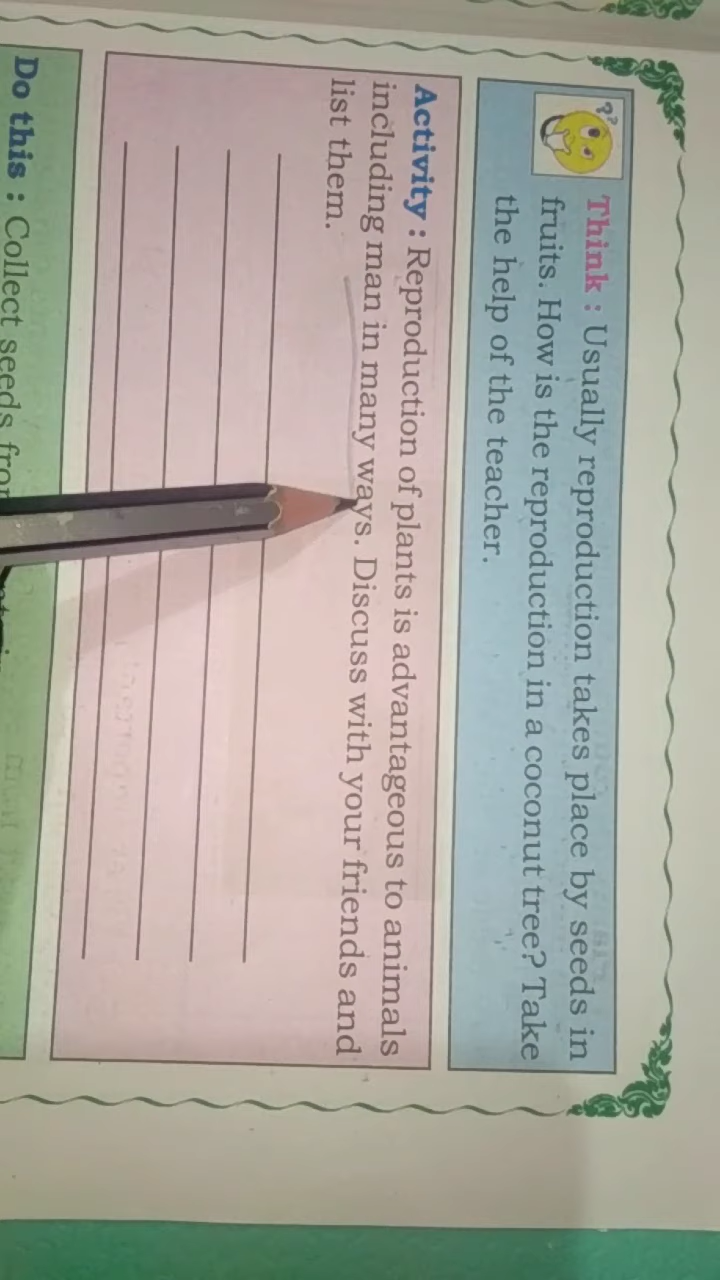 Think : Usually reproduction takes place by seeds in
fruits. How is the reproduction in a coconut tree? Take
the help of the teacher.
Activity : Reproduction of plants is advantageous to animals
including man in many ways. Discuss with your friends and
list them.
Do this : Collect seeds from